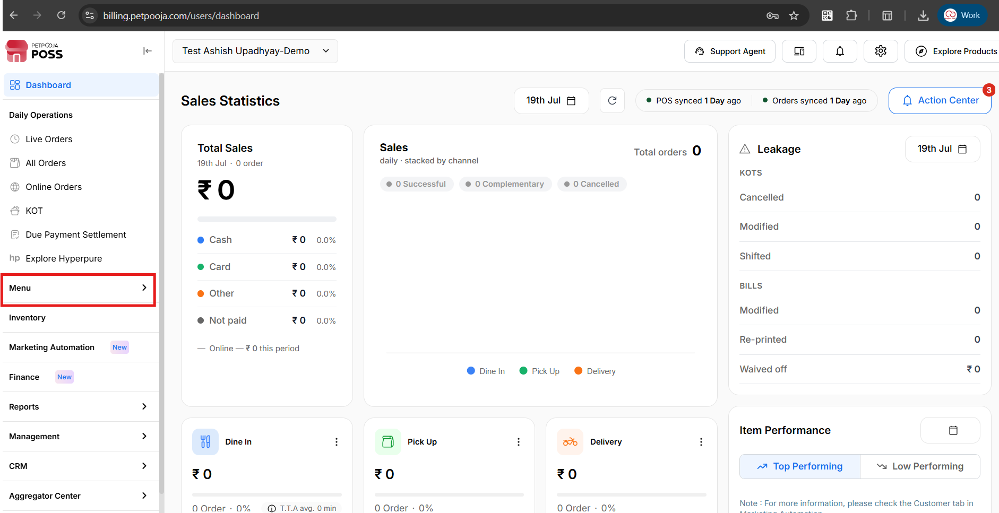 billing.petpooja.com/users/dashboard
Work
PETPOOJA
POSS
Test Ashish Upadhyay-Demo
Support Agent
Explore Products
Dashboard
Daily Operations
Live Orders
All Orders
Online Orders
KOT
Due Payment Settlement
hp Explore Hyperpure
Menu
Inventory
Marketing Automation New
Finance New
Reports
Management
CRM
Aggregator Center
Sales Statistics
19th Jul
POS synced 1 Day ago
Orders synced 1 Day ago
Action Center
3
Total Sales
19th Jul · 0 order
₹ 0
Cash ₹ 0 0.0%
Card ₹ 0 0.0%
Other ₹ 0 0.0%
Not paid ₹ 0 0.0%
— Online — ₹ 0 this period
Sales
daily · stacked by channel
Total orders 0
0 Successful
0 Complementary
0 Cancelled
Dine In
Pick Up
Delivery
Leakage
19th Jul
KOTS
Cancelled 0
Modified 0
Shifted 0
BILLS
Modified 0
Re-printed 0
Waived off ₹ 0
Dine In
₹ 0
0 Order · 0%
T.T.A avg. 0 min
Pick Up
₹ 0
0 Order · 0%
Delivery
₹ 0
0 Order · 0%
Item Performance
Top Performing
Low Performing
Note : For more information, please check the Customer tab in
Marketing Automation